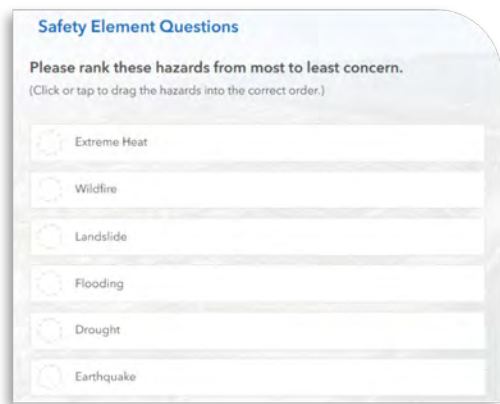 Safety Element Questions
Please rank these hazards from most to least concern.
(Click or tap to drag the hazards into the correct order.)
Extreme Heat
Wildfire
Landslide
Flooding
Drought
Earthquake